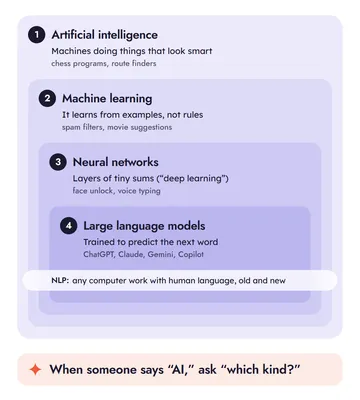 1 Artificial intelligence
Machines doing things that look smart
chess programs, route finders
2 Machine learning
It learns from examples, not rules
spam filters, movie suggestions
3 Neural networks
Layers of tiny sums (“deep learning”)
face unlock, voice typing
4 Large language models
Trained to predict the next word
ChatGPT, Claude, Gemini, Copilot
NLP: any computer work with human language, old and new
When someone says “AI,” ask “which kind?”